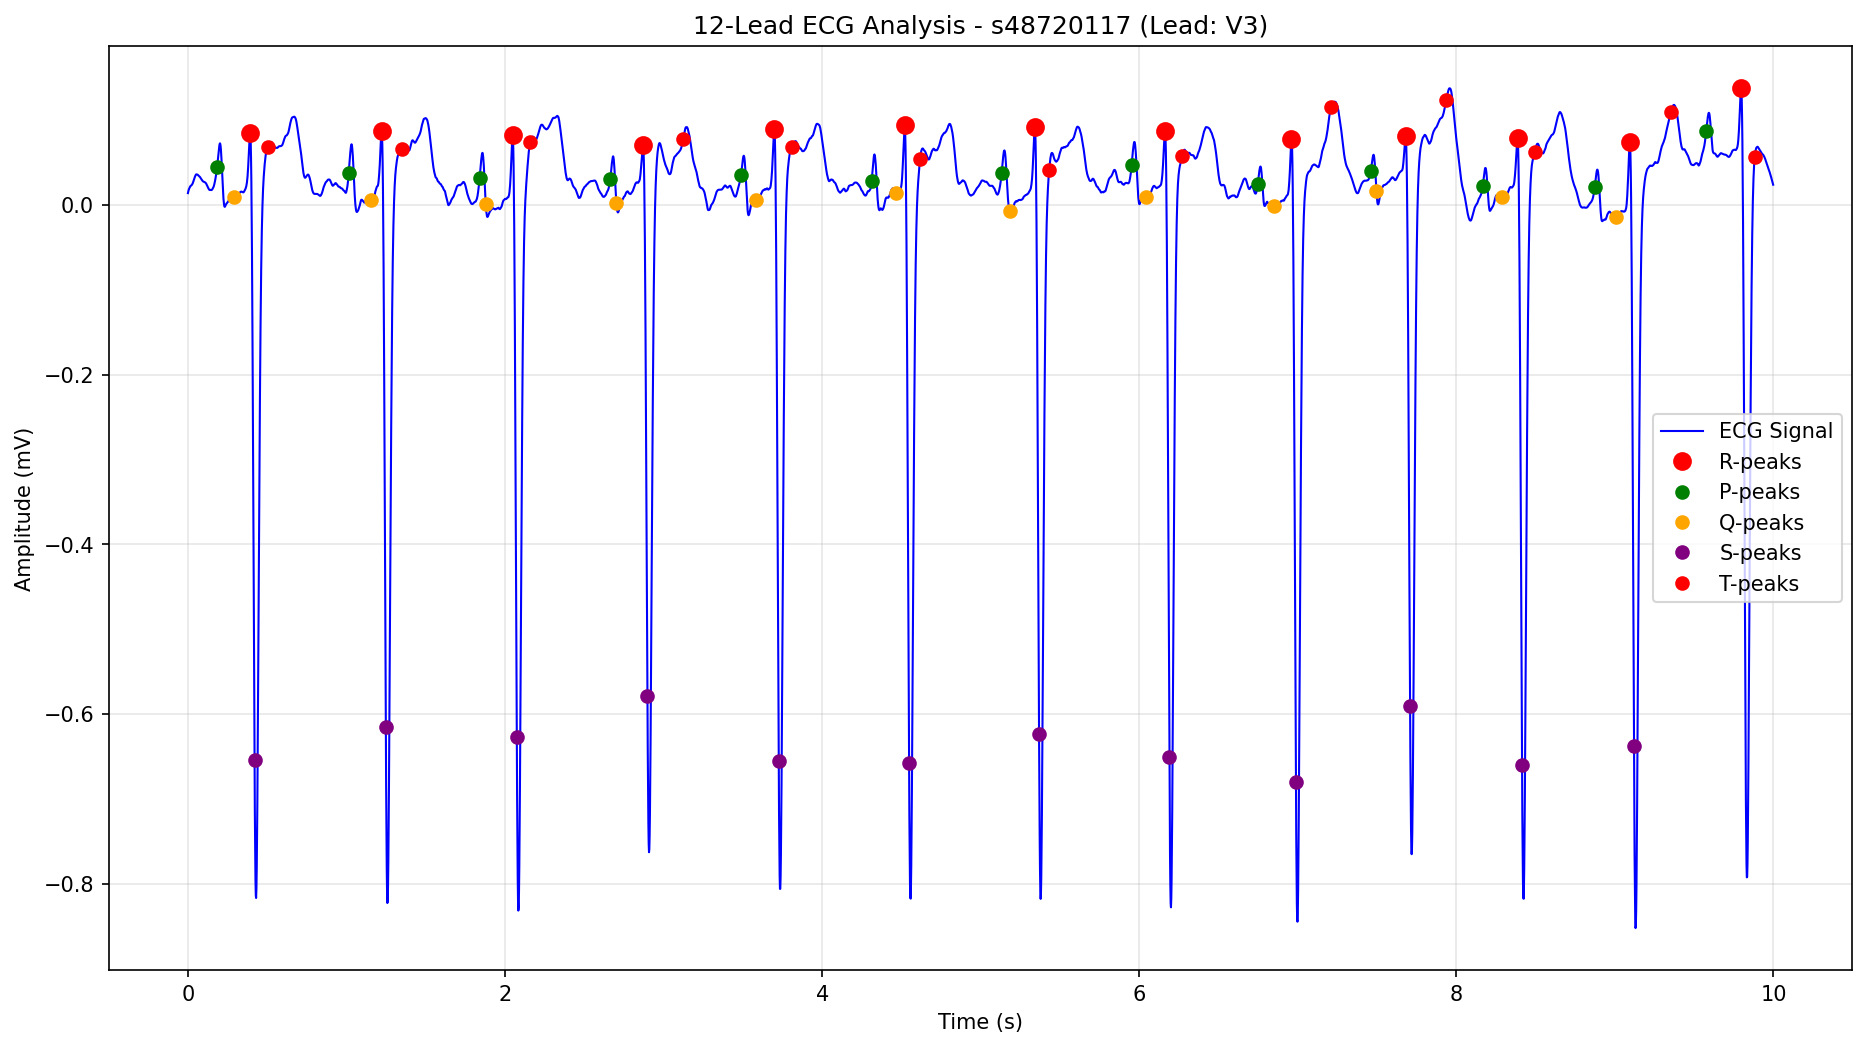 12-Lead ECG Analysis - s48720117 (Lead: V3)
Amplitude (mV)
0.0
−0.2
−0.4
−0.6
−0.8
ECG Signal
R-peaks
P-peaks
Q-peaks
S-peaks
T-peaks
0 2 4 6 8 10
Time (s)